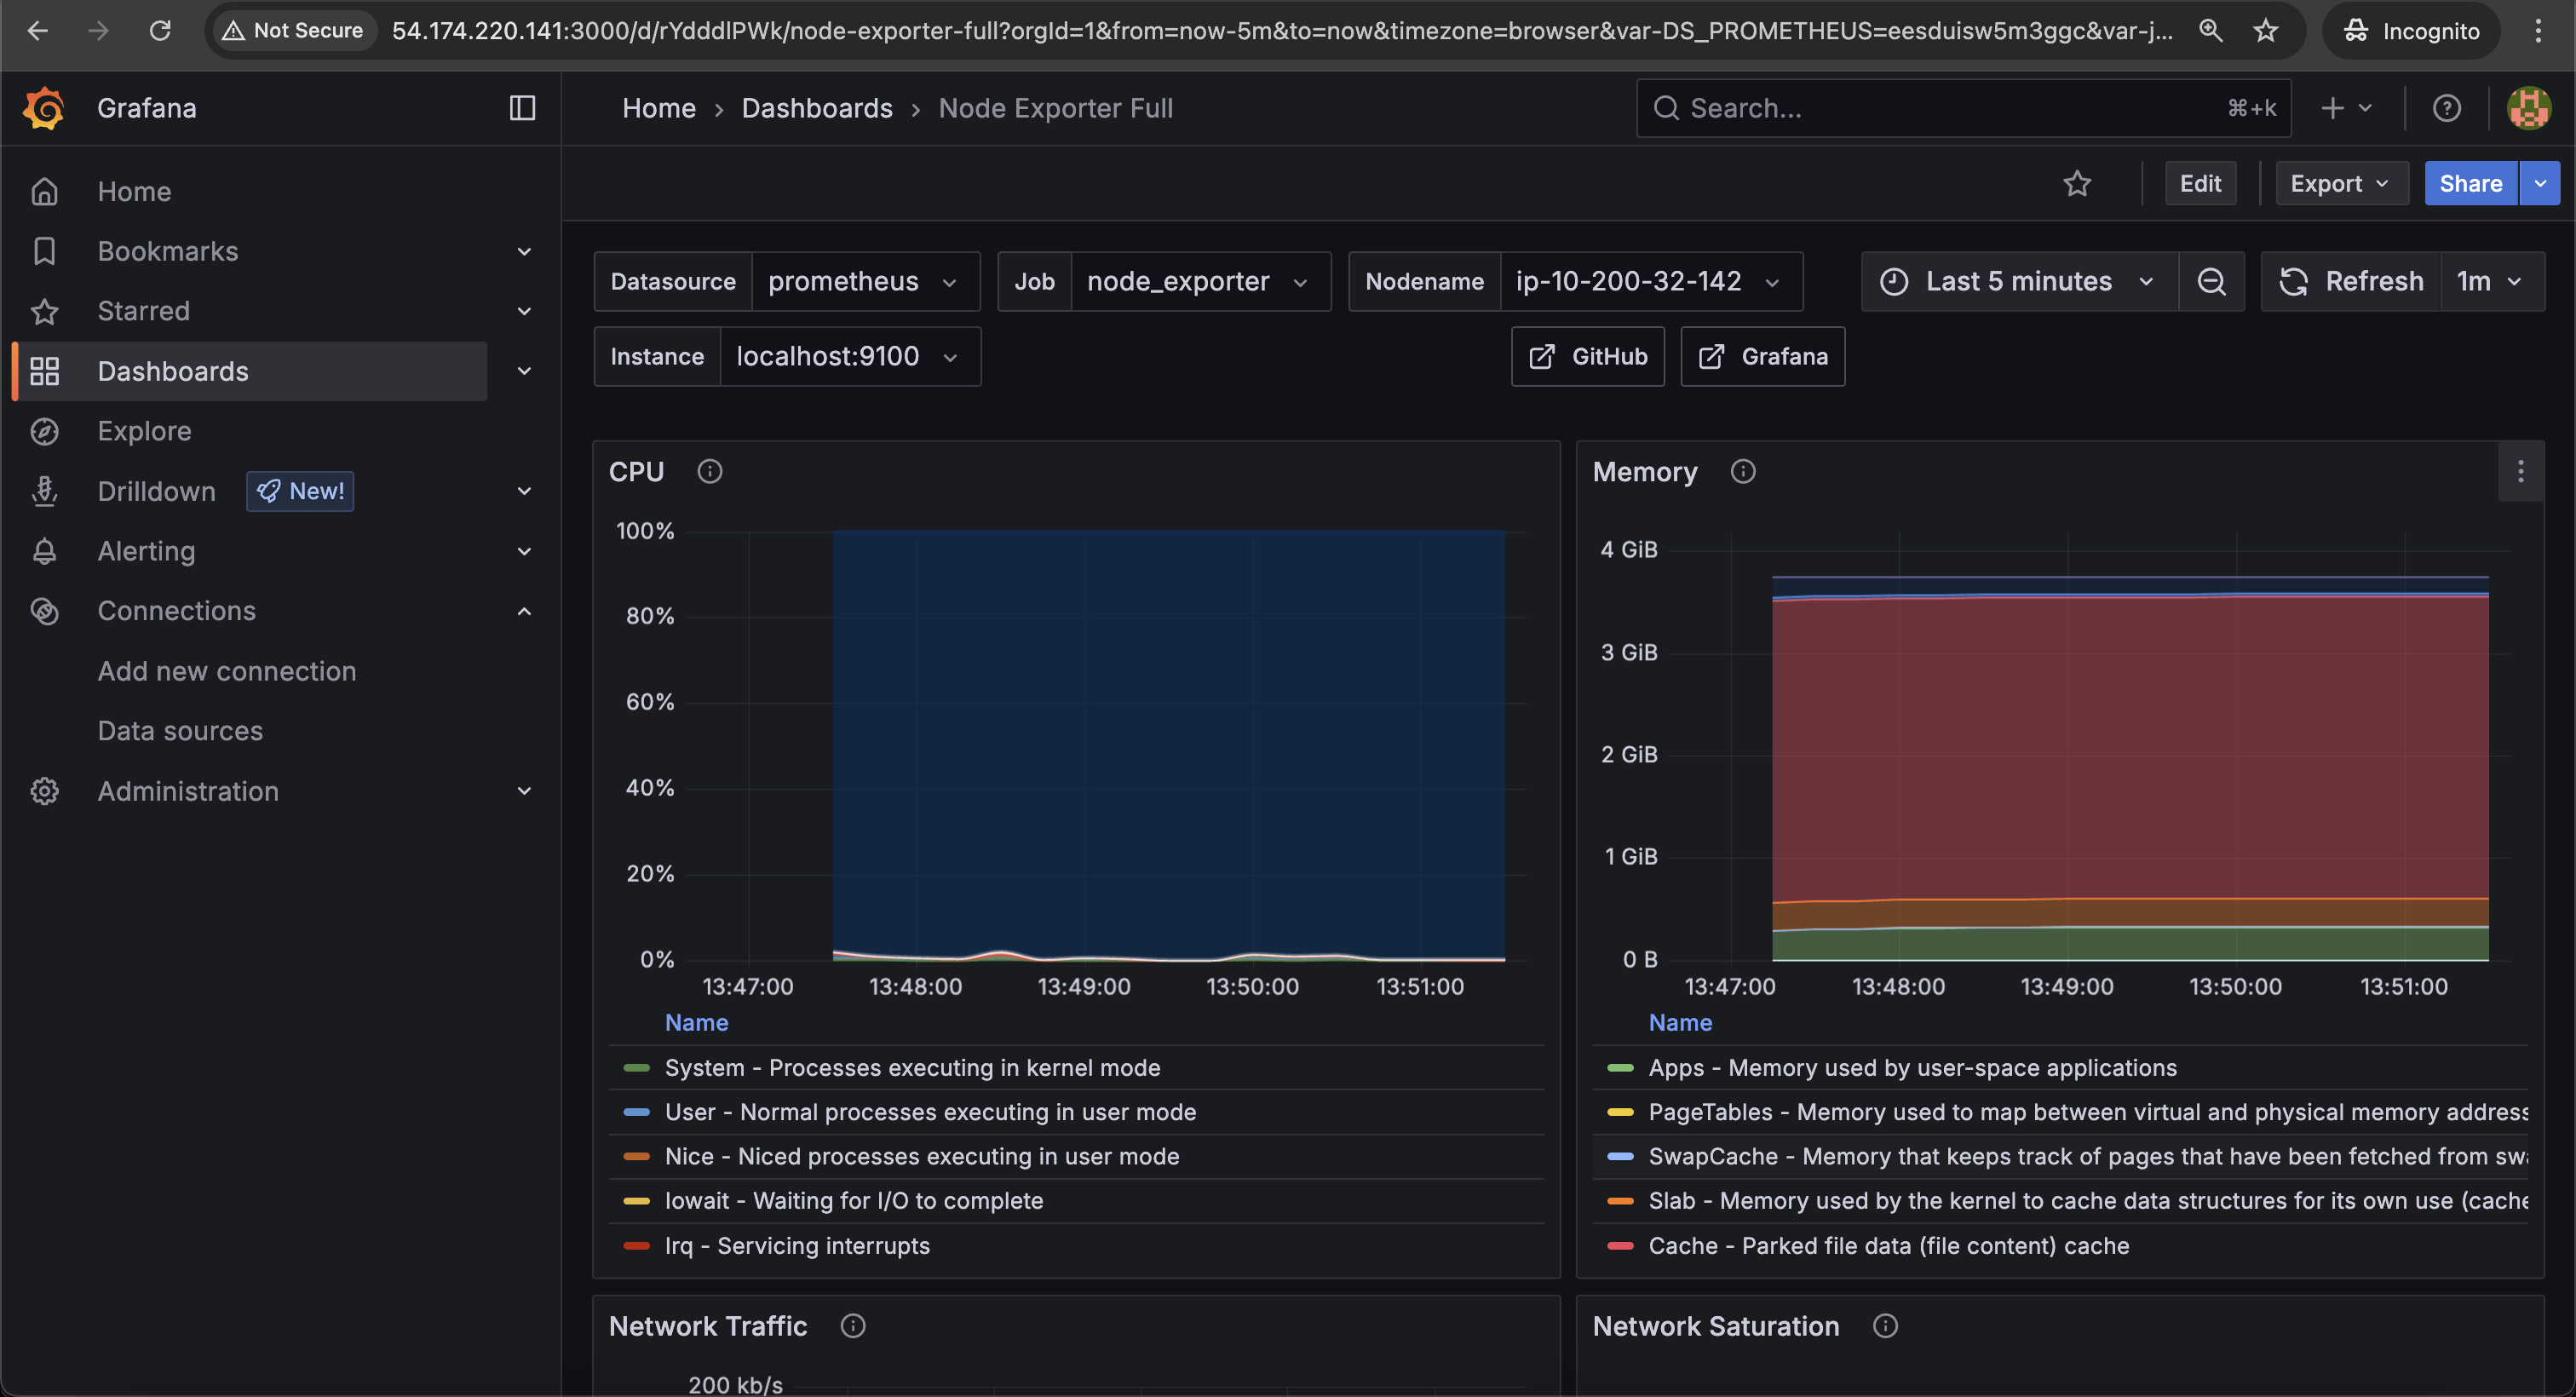 Not Secure 54.174.220.141:3000/d/rYdddlPWk/node-exporter-full?orgId=1&from=now-5m&to=now&timezone=browser&var-DS_PROMETHEUS=eesduisw5m3ggc&var-j... Incognito
Grafana
Home › Dashboards › Node Exporter Full
Search... ⌘+k
Edit Export Share
Home
Bookmarks
Starred
Dashboards
Explore
Drilldown New!
Alerting
Connections
Add new connection
Data sources
Administration
Datasource prometheus Job node_exporter Nodename ip-10-200-32-142 Last 5 minutes Refresh 1m
Instance localhost:9100 GitHub Grafana
CPU
100%
80%
60%
40%
20%
0%
13:47:00 13:48:00 13:49:00 13:50:00 13:51:00
Name
System - Processes executing in kernel mode
User - Normal processes executing in user mode
Nice - Niced processes executing in user mode
Iowait - Waiting for I/O to complete
Irq - Servicing interrupts
Memory
4 GiB
3 GiB
2 GiB
1 GiB
0 B
13:47:00 13:48:00 13:49:00 13:50:00 13:51:00
Name
Apps - Memory used by user-space applications
PageTables - Memory used to map between virtual and physical memory address
SwapCache - Memory that keeps track of pages that have been fetched from swa
Slab - Memory used by the kernel to cache data structures for its own use (cache
Cache - Parked file data (file content) cache
Network Traffic
200 kb/s
Network Saturation